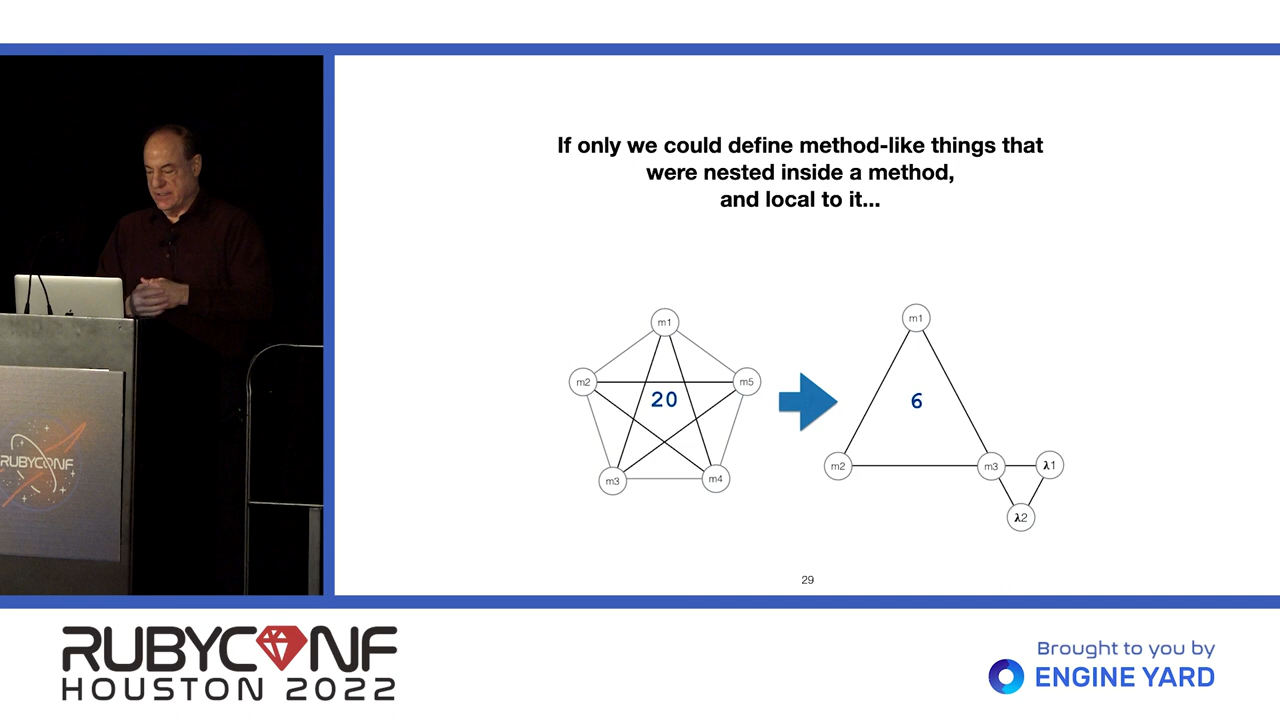 If only we could define method-like things that
were nested inside a method,
and local to it...
m1
m2
m5
20
m3
m4
m1
6
m2
m3
λ1
λ2
29
RUBYCONF
RUBYCONF
HOUSTON 2022
Brought to you by
ENGINE YARD